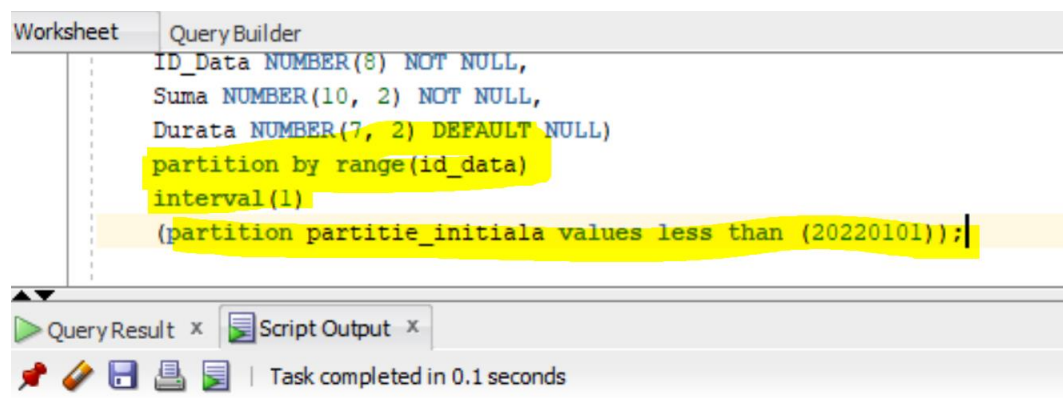 Worksheet Query Builder
ID_Data NUMBER(8) NOT NULL,
Suma NUMBER(10, 2) NOT NULL,
Durata NUMBER(7, 2) DEFAULT NULL)
partition by range(id_data)
interval(1)
(partition partitie_initiala values less than (20220101));
Query Result x Script Output x
Task completed in 0.1 seconds